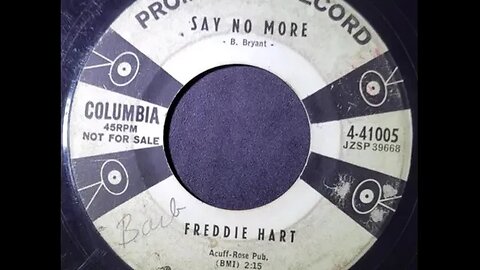 RECORD
SAY NO MORE
- B. Bryant -
COLUMBIA
45RPM
NOT FOR SALE
4-41005
JZSP 39668
Barb
FREDDIE HART
Acuff-Rose Pub.
(BMI) 2:15